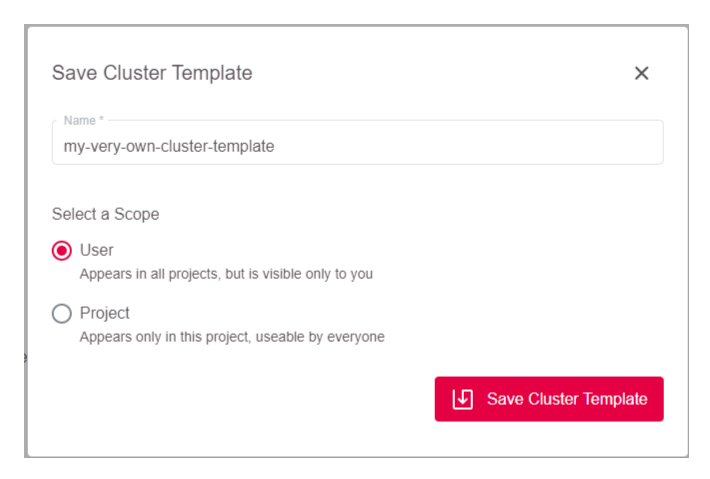 Save Cluster Template
Name *
my-very-own-cluster-template
Select a Scope
User
Appears in all projects, but is visible only to you
Project
Appears only in this project, useable by everyone
Save Cluster Template